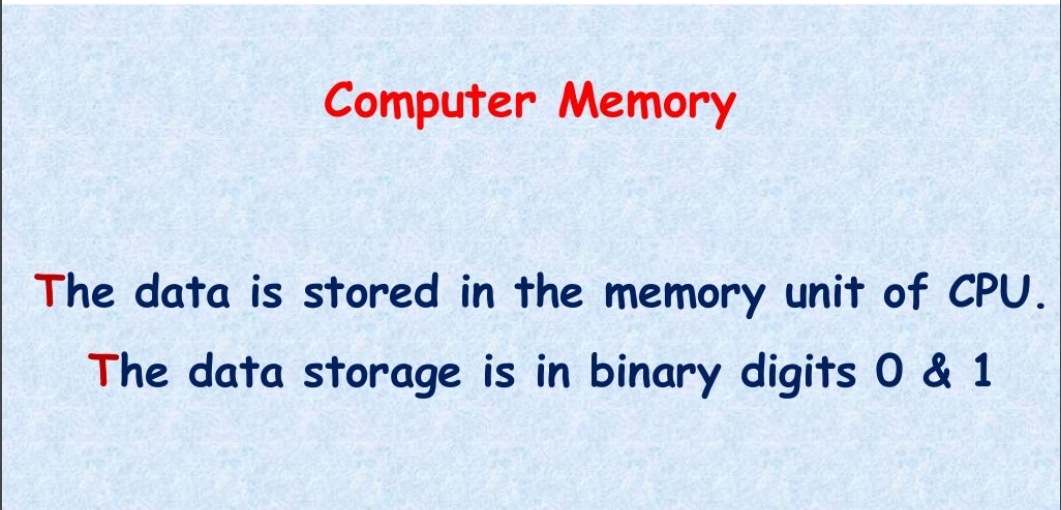 Computer Memory
The data is stored in the memory unit of CPU.
The data storage is in binary digits 0 & 1